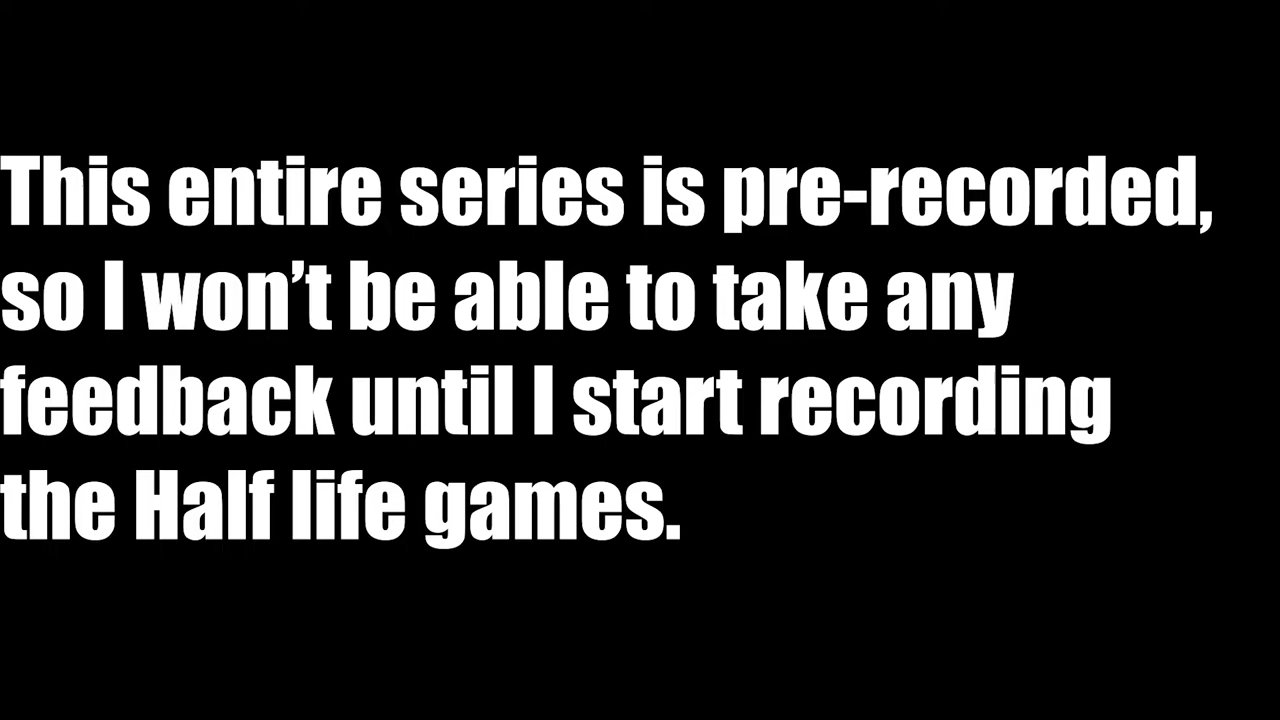 This entire series is pre-recorded,
so I won’t be able to take any
feedback until I start recording
the Half life games.